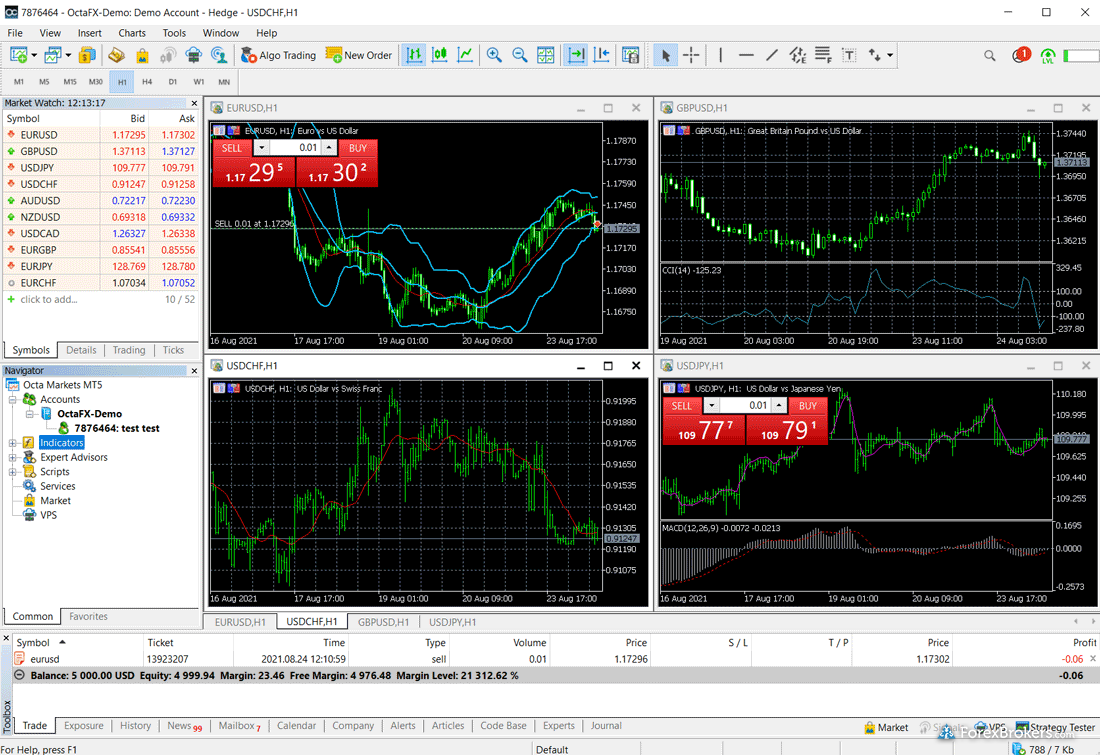 7876464 - OctaFX-Demo: Demo Account - Hedge - USDCHF,H1
File View Insert Charts Tools Window Help
Algo Trading New Order 1 LVL
M1 M5 M15 M30 H1 H4 D1 W1 MN
Market Watch: 12:13:17
Symbol Bid Ask
EURUSD 1.17295 1.17302
GBPUSD 1.37113 1.37127
USDJPY 109.777 109.791
USDCHF 0.91247 0.91258
AUDUSD 0.72217 0.72230
NZDUSD 0.69318 0.69332
USDCAD 1.26327 1.26338
EURGBP 0.85541 0.85556
EURJPY 128.769 128.780
EURCHF 1.07034 1.07052
click to add... 10 / 52
Symbols Details Trading Ticks
Navigator
Octa Markets MT5
Accounts
OctaFX-Demo
7876464: test test
Indicators
Expert Advisors
Scripts
Services
Market
VPS
Common Favorites
EURUSD,H1
EURUSD, H1: Euro vs US Dollar
SELL 0.01 BUY
1.17 29 5 1.17 30 2
SELL 0.01 at 1.17296
1.17870
1.17730
1.17590
1.17450
1.17295
1.17170
1.17030
1.16890
1.16750
16 Aug 2021 17 Aug 17:00 19 Aug 01:00 20 Aug 09:00 23 Aug 17:00
GBPUSD,H1
GBPUSD, H1: Great Britain Pound vs US Dollar
1.37440
1.37195
1.37113
1.36950
1.36705
1.36460
1.36215
CCI(14) -125.23
329.45
100.00
0.00
-100.00
-237.80
19 Aug 2021 20 Aug 03:00 20 Aug 19:00 23 Aug 11:00 24 Aug 03:00
USDCHF,H1
USDCHF, H1: US Dollar vs Swiss Franc
0.91995
0.91880
0.91765
0.91650
0.91535
0.91420
0.91305
0.91247
0.91190
0.91075
16 Aug 2021 17 Aug 17:00 19 Aug 01:00 20 Aug 09:00 23 Aug 17:00
USDJPY,H1
USDJPY, H1: US Dollar vs Japanese Yen
SELL 0.01 BUY
109 77 7 109 79 1
110.180
109.995
109.777
109.625
109.440
109.255
MACD(12,26,9) -0.0072 -0.0213
0.1695
0.0000
-0.2573
16 Aug 2021 17 Aug 17:00 19 Aug 01:00 20 Aug 09:00 23 Aug 17:00
EURUSD,H1 USDCHF,H1 GBPUSD,H1 USDJPY,H1
Symbol Ticket Time Type Volume Price S / L T / P Price Profit
eurusd 13923207 2021.08.24 12:10:59 sell 0.01 1.17296 1.17302 -0.06
Balance: 5 000.00 USD Equity: 4 999.94 Margin: 23.46 Free Margin: 4 976.48 Margin Level: 21 312.62 % -0.06
Toolbox
Trade Exposure History News 99 Mailbox 7 Calendar Company Alerts Articles Code Base Experts Journal
Market Signals VPS Strategy Tester
ForexBrokers.com
For Help, press F1 Default 788 / 7 Kb